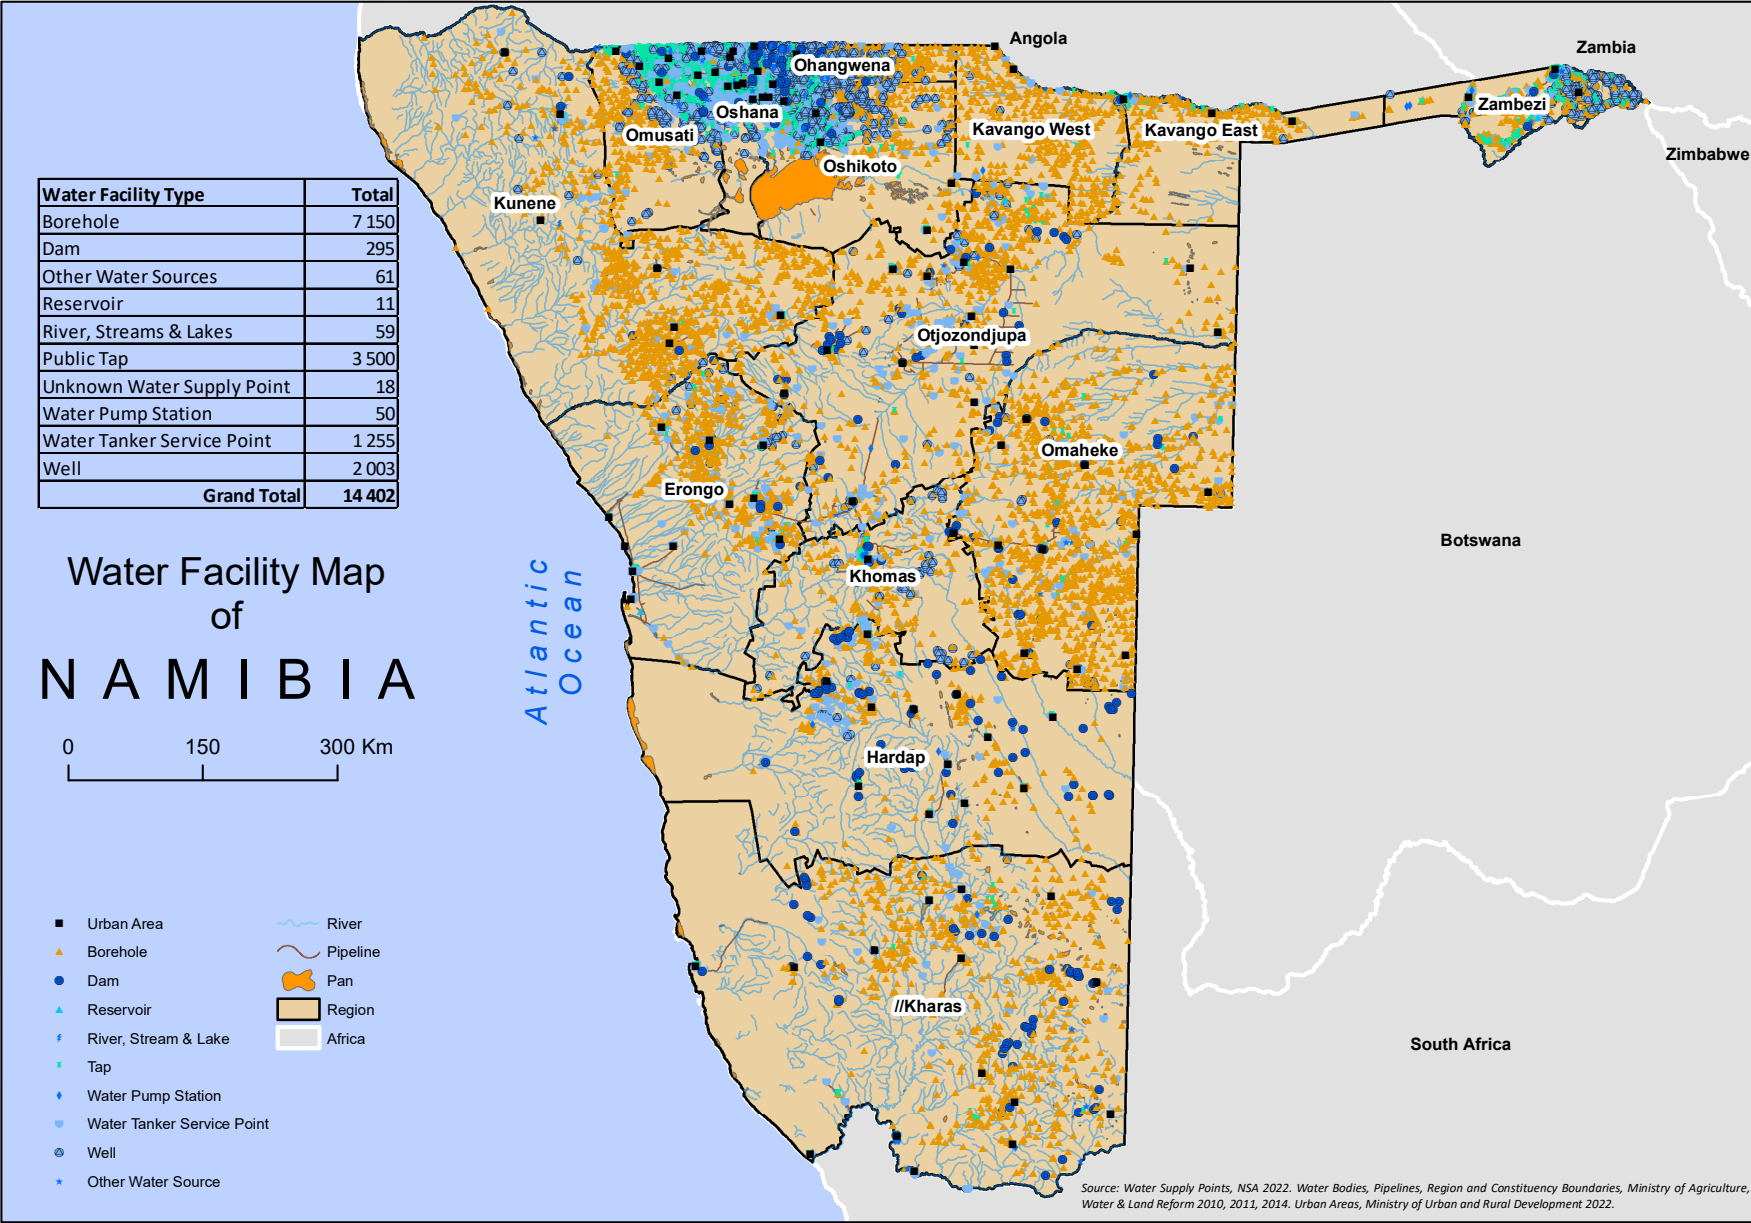 Angola
Zambia
Ohangwena
Zambezi
Oshana
Omusati
Kavango West
Kavango East
Zimbabwe
Oshikoto
Kunene
Water Facility Type Total
Borehole 7 150
Dam 295
Other Water Sources 61
Reservoir 11
River, Streams & Lakes 59
Public Tap 3 500
Unknown Water Supply Point 18
Water Pump Station 50
Water Tanker Service Point 1 255
Well 2 003
Grand Total 14 402
Otjozondjupa
Omaheke
Erongo
Botswana
Khomas
Water Facility Map
of
NAMIBIA
Atlantic
Ocean
0 150 300 Km
Hardap
//Kharas
South Africa
Urban Area
Borehole
Dam
Reservoir
River, Stream & Lake
Tap
Water Pump Station
Water Tanker Service Point
Well
Other Water Source
River
Pipeline
Pan
Region
Africa
Source: Water Supply Points, NSA 2022. Water Bodies, Pipelines, Region and Constituency Boundaries, Ministry of Agriculture,
Water & Land Reform 2010, 2011, 2014. Urban Areas, Ministry of Urban and Rural Development 2022.